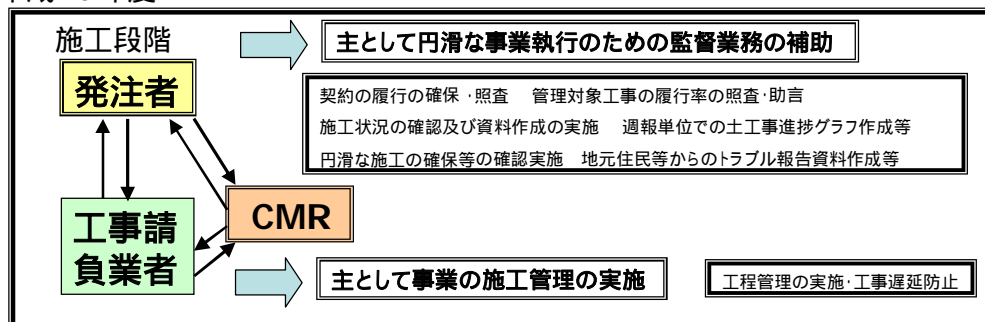 施工段階
主として円滑な事業執行のための監督業務の補助
発注者
契約の履行の確保・照査　管理対象工事の履行率の照査・助言
施工状況の確認及び資料作成の実施　週報単位での土工事進捗グラフ作成等
円滑な施工の確保等の確認実施　地元住民等からのトラブル報告資料作成等
CMR
工事請
負業者
主として事業の施工管理の実施
工程管理の実施・工事遅延防止